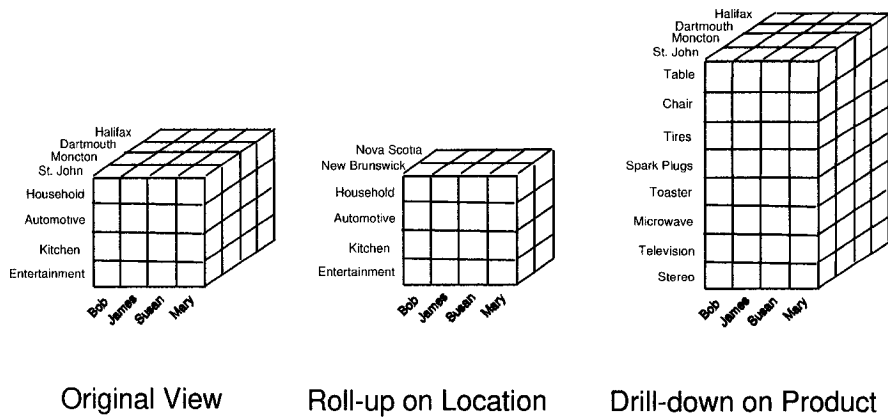 Halifax
Dartmouth
Moncton
St. John
Household
Automotive
Kitchen
Entertainment
Bob
James
Susan
Mary
Original View
Nova Scotia
New Brunswick
Household
Automotive
Kitchen
Entertainment
Bob
James
Susan
Mary
Roll-up on Location
Halifax
Dartmouth
Moncton
St. John
Table
Chair
Tires
Spark Plugs
Toaster
Microwave
Television
Stereo
Bob
James
Susan
Mary
Drill-down on Product